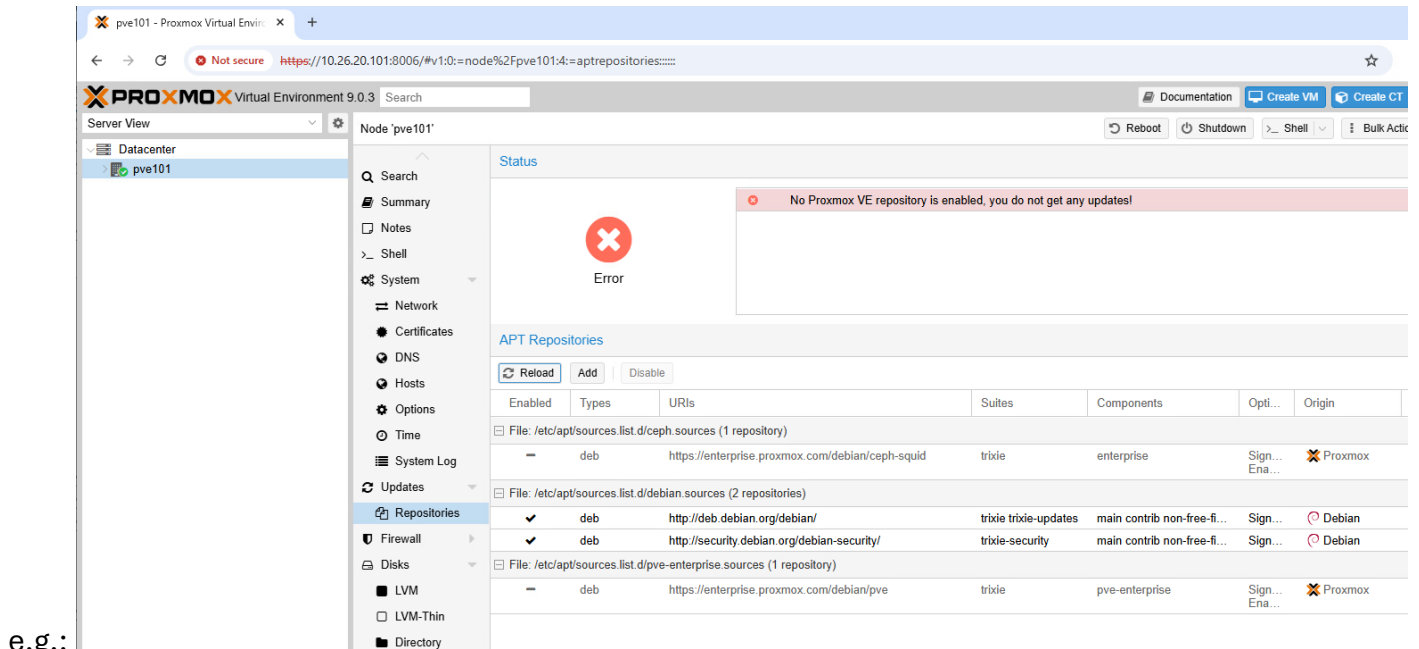 pve101 - Proxmox Virtual Enviro
Not secure https://10.26.20.101:8006/#v1:0:=node%2Fpve101:4:=aptrepositories::::::
PROXMOX Virtual Environment 9.0.3 Search Documentation Create VM Create CT
Server View
Datacenter
pve101
Node 'pve101' Reboot Shutdown >_ Shell Bulk Actio
Search
Summary
Notes
>_ Shell
System
Network
Certificates
DNS
Hosts
Options
Time
System Log
Updates
Repositories
Firewall
Disks
LVM
LVM-Thin
Directory
Status
No Proxmox VE repository is enabled, you do not get any updates!
Error
APT Repositories
Reload Add Disable
Enabled Types URIs Suites Components Opti... Origin
File: /etc/apt/sources.list.d/ceph.sources (1 repository)
deb https://enterprise.proxmox.com/debian/ceph-squid trixie enterprise Sign... Proxmox
Ena...
File: /etc/apt/sources.list.d/debian.sources (2 repositories)
deb http://deb.debian.org/debian/ trixie trixie-updates main contrib non-free-fi... Sign... Debian
deb http://security.debian.org/debian-security/ trixie-security main contrib non-free-fi... Sign... Debian
File: /etc/apt/sources.list.d/pve-enterprise.sources (1 repository)
deb https://enterprise.proxmox.com/debian/pve trixie pve-enterprise Sign... Proxmox
Ena...
e.g.: